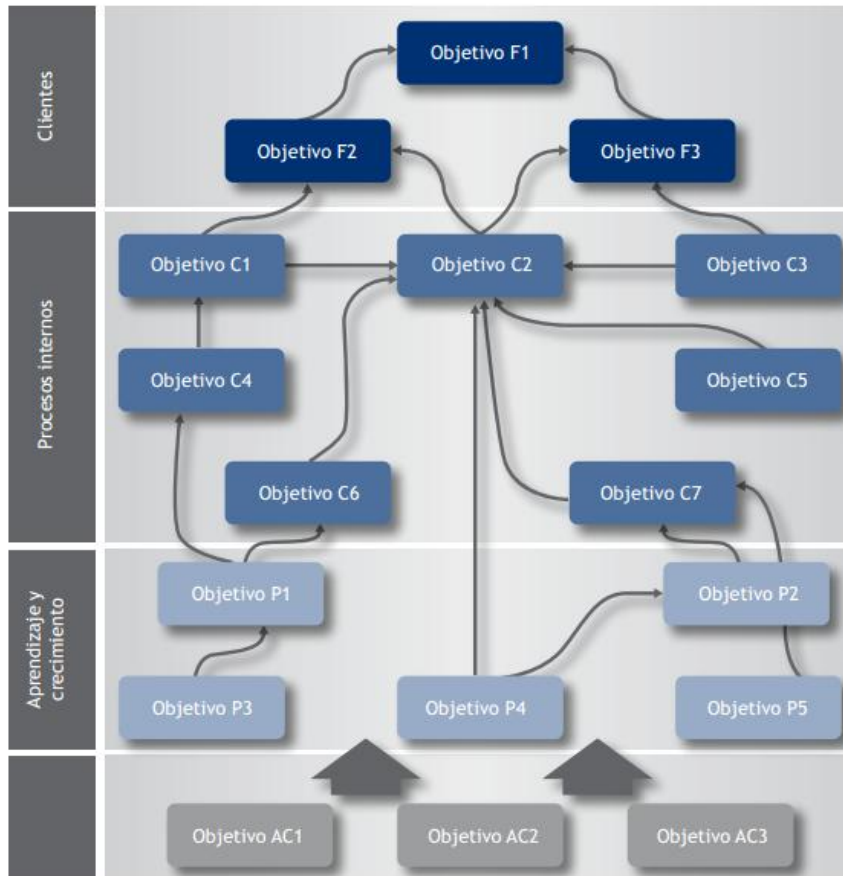 Clientes
Objetivo F1
Objetivo F2
Objetivo F3
Procesos internos
Objetivo C1
Objetivo C2
Objetivo C3
Objetivo C4
Objetivo C5
Objetivo C6
Objetivo C7
Aprendizaje y
crecimiento
Objetivo P1
Objetivo P2
Objetivo P3
Objetivo P4
Objetivo P5
Objetivo AC1
Objetivo AC2
Objetivo AC3